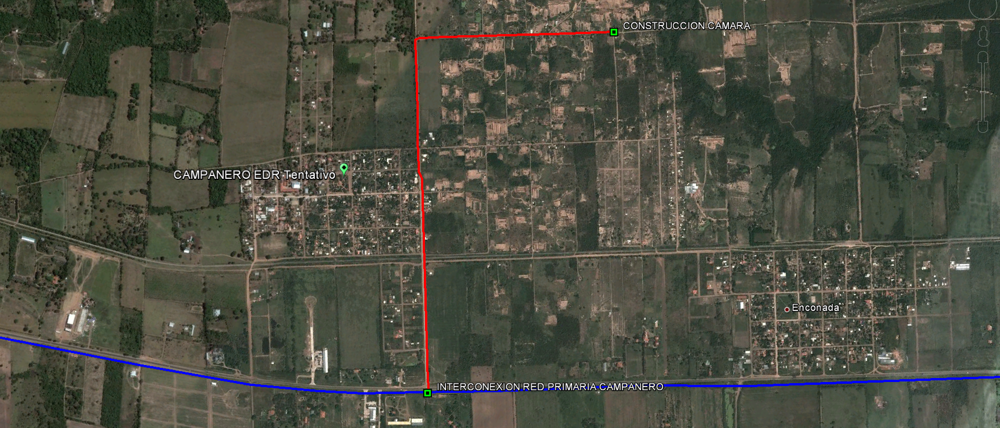 CONSTRUCCION CAMARA
CAMPANERO EDR Tentativo
Enconada
INTERCONEXION RED PRIMARIA CAMPANERO